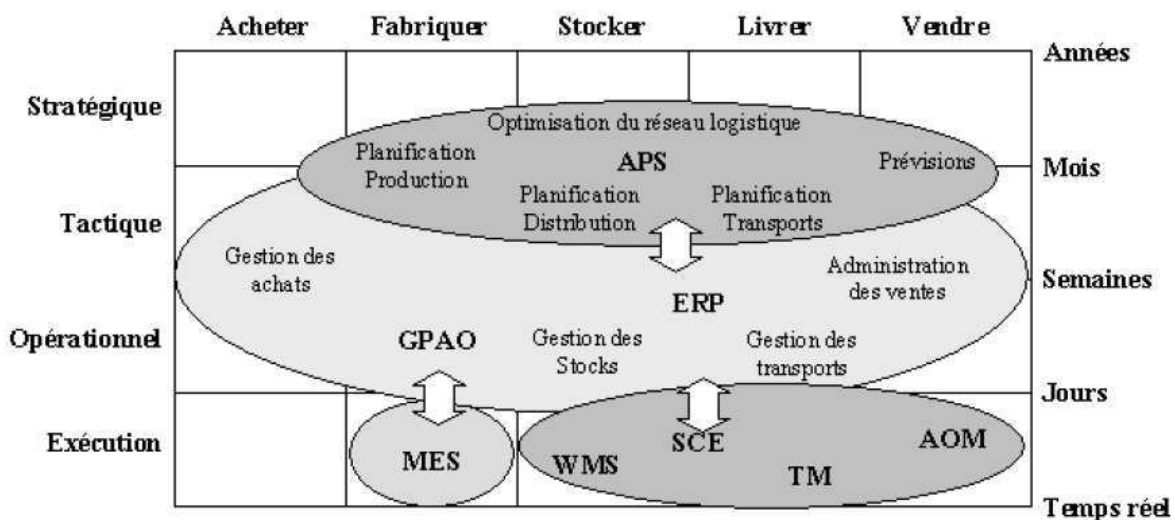 Acheter Fabriquer Stocker Livrer Vendre
Années
Stratégique
Optimisation du réseau logistique
Planification
Production
APS
Prévisions
Mois
Planification
Distribution
Planification
Transports
Tactique
Gestion des
achats
Administration
des ventes
Semaines
ERP
Opérationnel
GPAO
Gestion des
Stocks
Gestion des
transports
Jours
Exécution
MES
WMS
SCE
TM
AOM
Temps réel